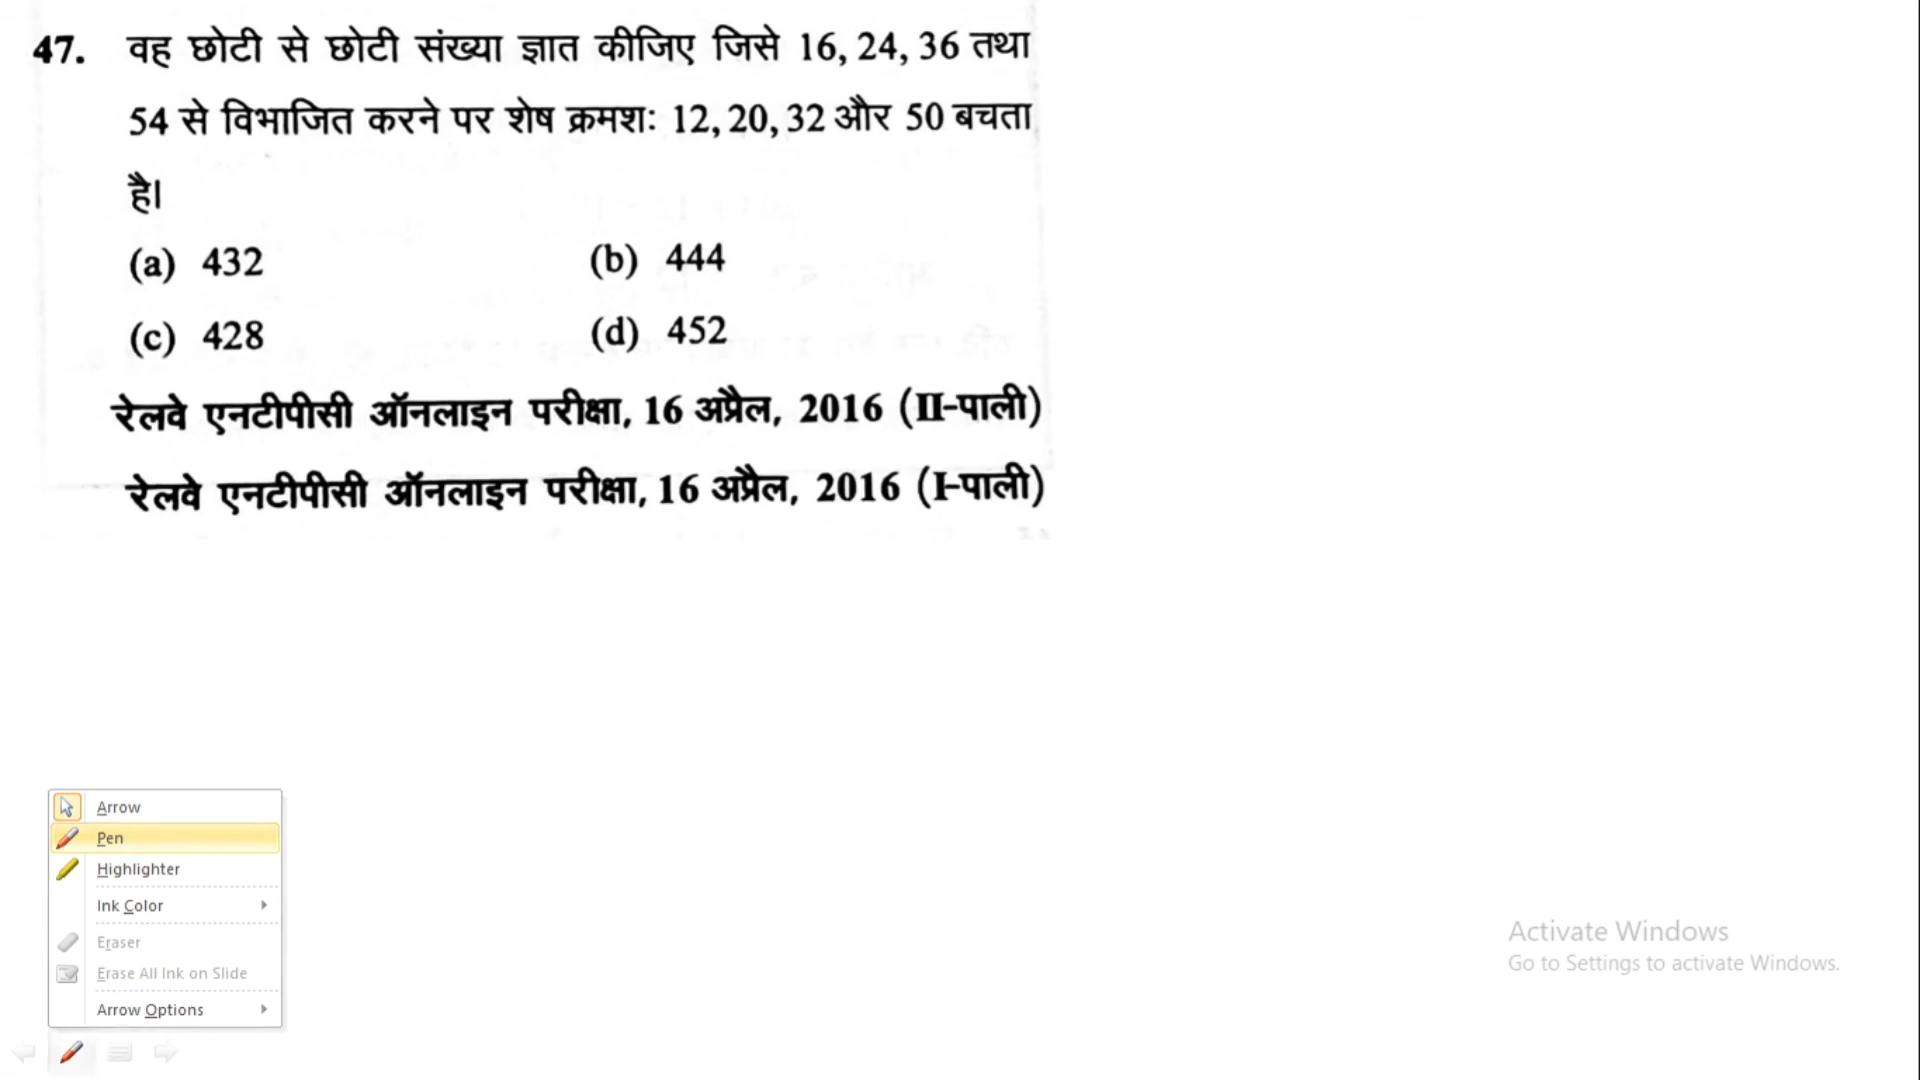 47. वह छोटी से छोटी संख्या ज्ञात कीजिए जिसे 16, 24, 36 तथा
54 से विभाजित करने पर शेष क्रमशः 12, 20, 32 और 50 बचता
है।
(a) 432 (b) 444
(c) 428 (d) 452
रेलवे एनटीपीसी ऑनलाइन परीक्षा, 16 अप्रैल, 2016 (II-पाली)
रेलवे एनटीपीसी ऑनलाइन परीक्षा, 16 अप्रैल, 2016 (I-पाली)
Arrow
Pen
Highlighter
Ink Color
Eraser
Erase All Ink on Slide
Arrow Options
Activate Windows
Go to Settings to activate Windows.